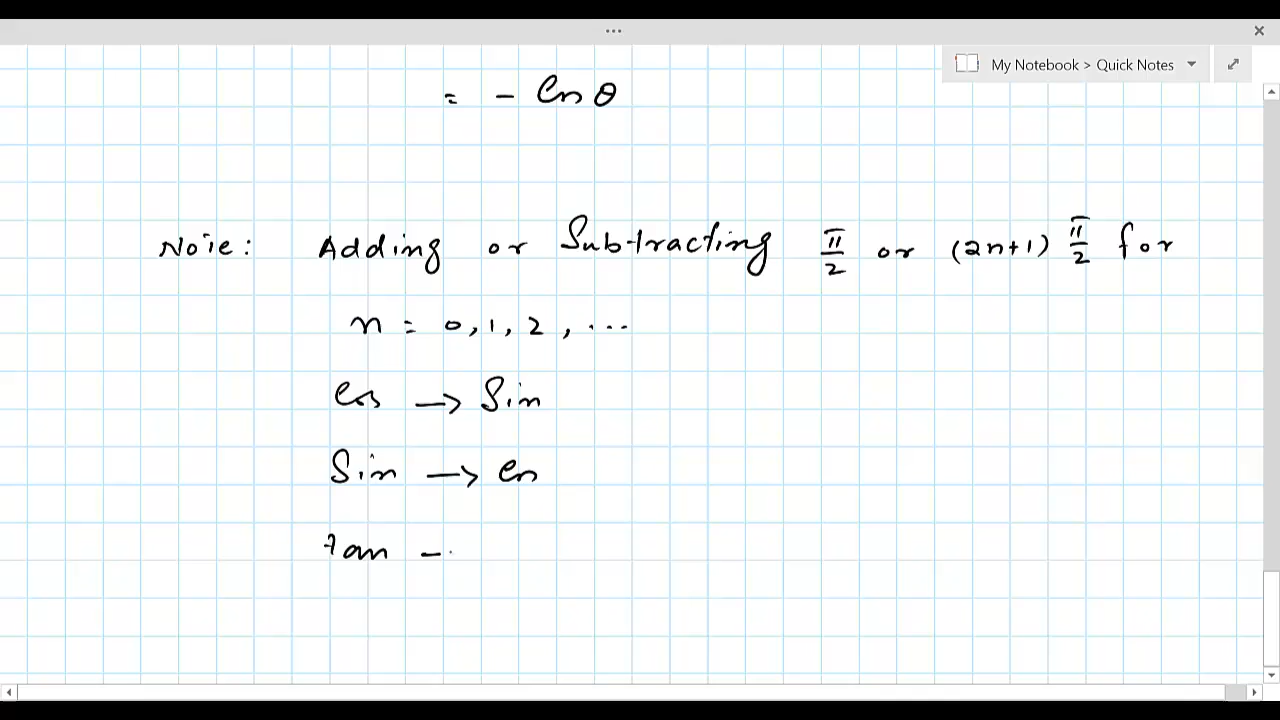 My Notebook > Quick Notes
= - Cos θ
Note: Adding or Subtracting π/2 or (2n+1) π/2 for
n = 0, 1, 2, ...
Cos → Sin
Sin → Cos
tan -